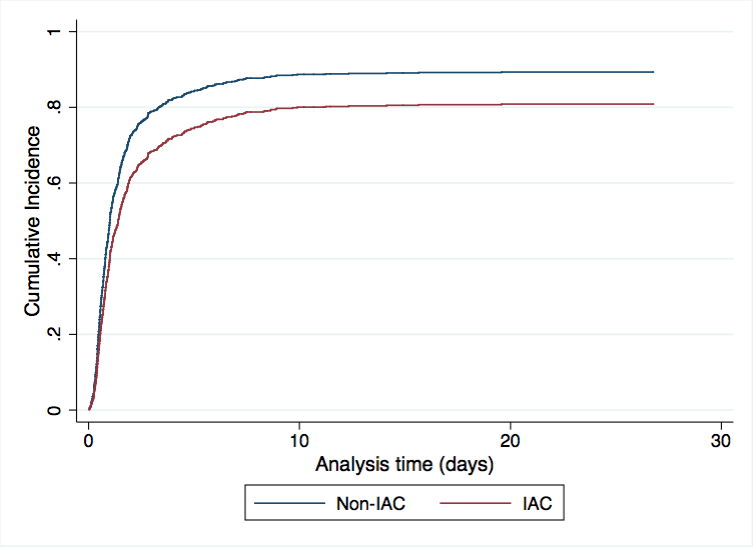 Cumulative Incidence
1
.8
.6
.4
.2
0
0 10 20 30
Analysis time (days)
Non-IAC IAC